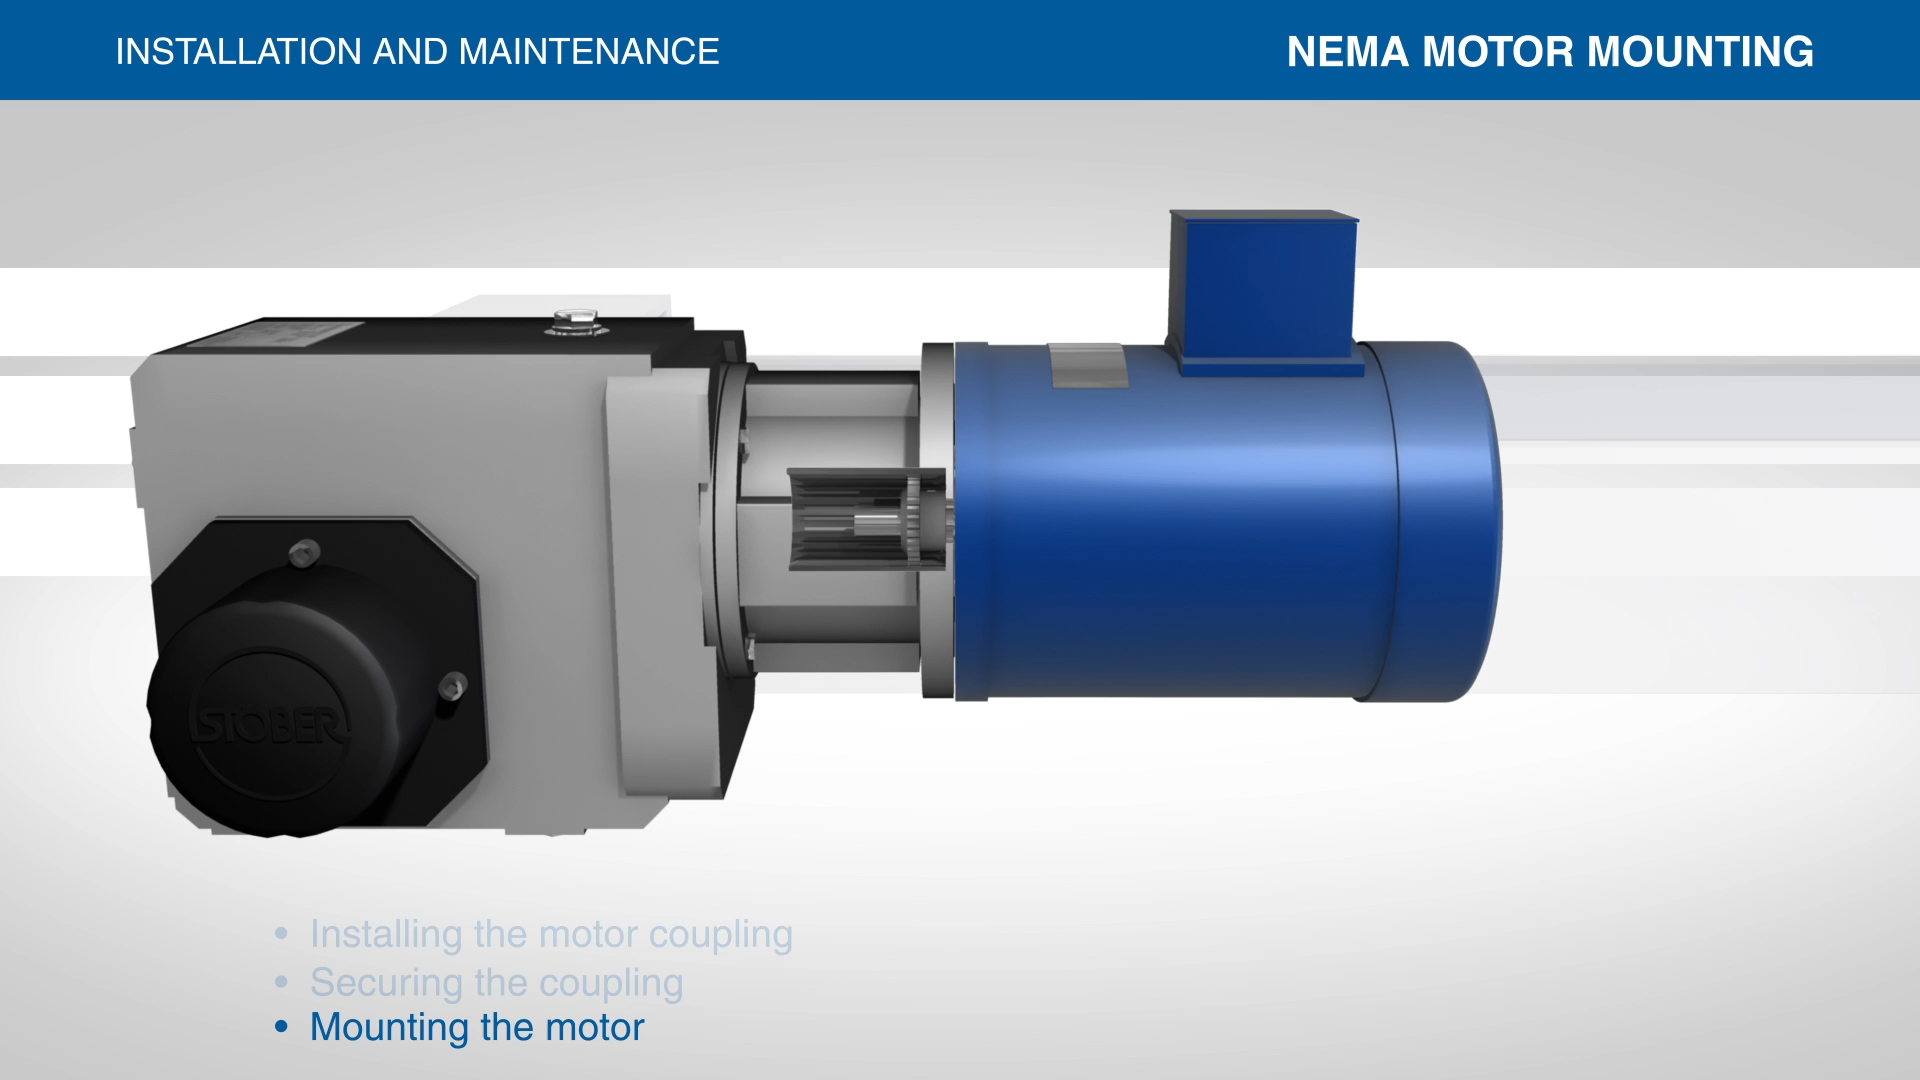 INSTALLATION AND MAINTENANCE
NEMA MOTOR MOUNTING
STOBER
• Installing the motor coupling
• Securing the coupling
• Mounting the motor